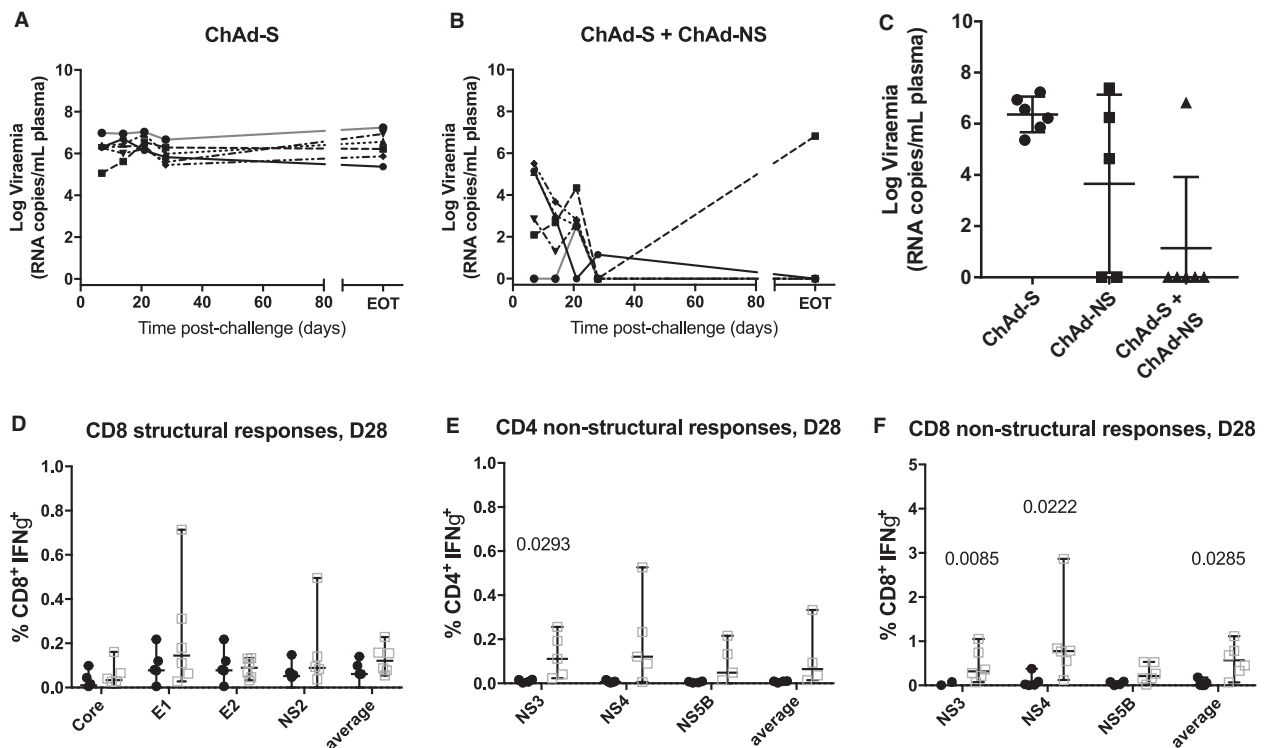 A
ChAd-S
Log Viraemia
(RNA copies/mL plasma)
10
8
6
4
2
0
0
20
40
60
80
EOT
Time post-challenge (days)
B
ChAd-S + ChAd-NS
Log Viraemia
(RNA copies/mL plasma)
10
8
6
4
2
0
0
20
40
60
80
EOT
Time post-challenge (days)
C
Log Viraemia
(RNA copies/mL plasma)
10
8
6
4
2
0
ChAd-S
ChAd-NS
ChAd-S +
ChAd-NS
D
CD8 structural responses, D28
% CD8+ IFNg+
1.0
0.8
0.6
0.4
0.2
0.0
Core
E1
E2
NS2
average
E
CD4 non-structural responses, D28
% CD4+ IFNg+
1.0
0.8
0.6
0.4
0.2
0.0
0.0293
NS3
NS4
NS5B
average
F
CD8 non-structural responses, D28
% CD8+ IFNg+
5
4
3
2
1
0
0.0085
0.0222
0.0285
NS3
NS4
NS5B
average